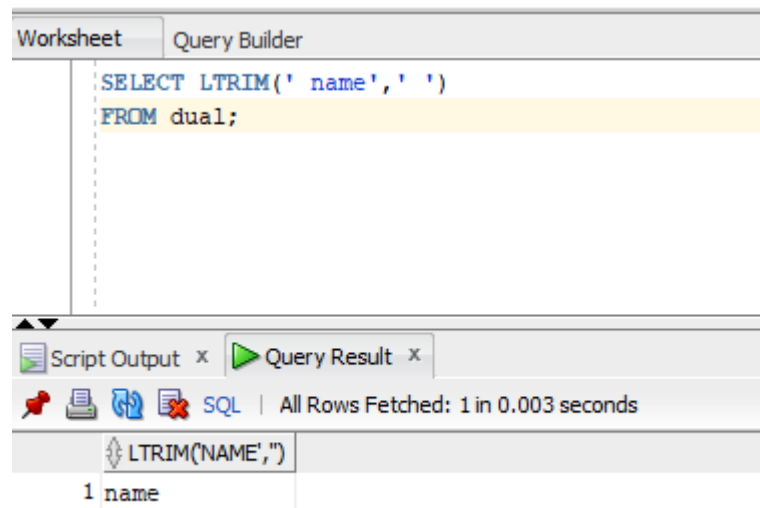 Worksheet Query Builder
SELECT LTRIM(' name',' ')
FROM dual;
Script Output x Query Result x
SQL | All Rows Fetched: 1 in 0.003 seconds
LTRIM('NAME','')
1 name